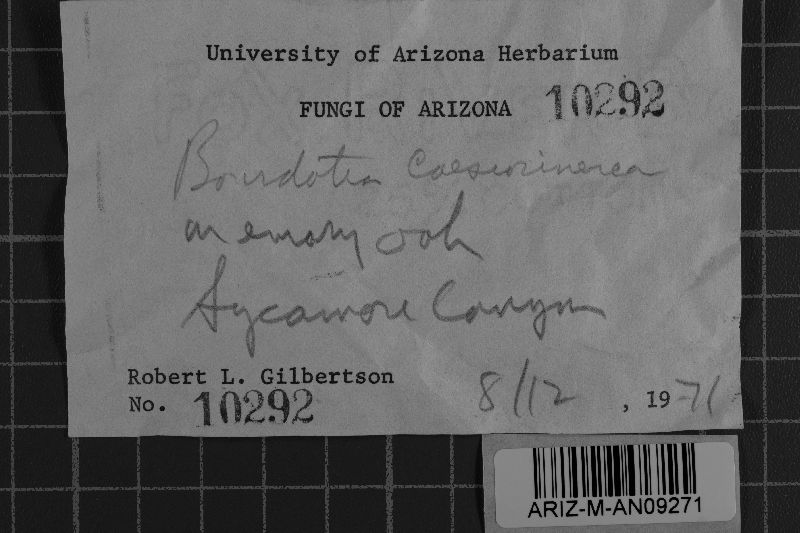 University of Arizona Herbarium
FUNGI OF ARIZONA 10292
Bourdotia caesiocinerea
on emory oak
Sycamore Canyon
Robert L. Gilbertson
No. 10292 8/12, 1971
ARIZ-M-AN09271